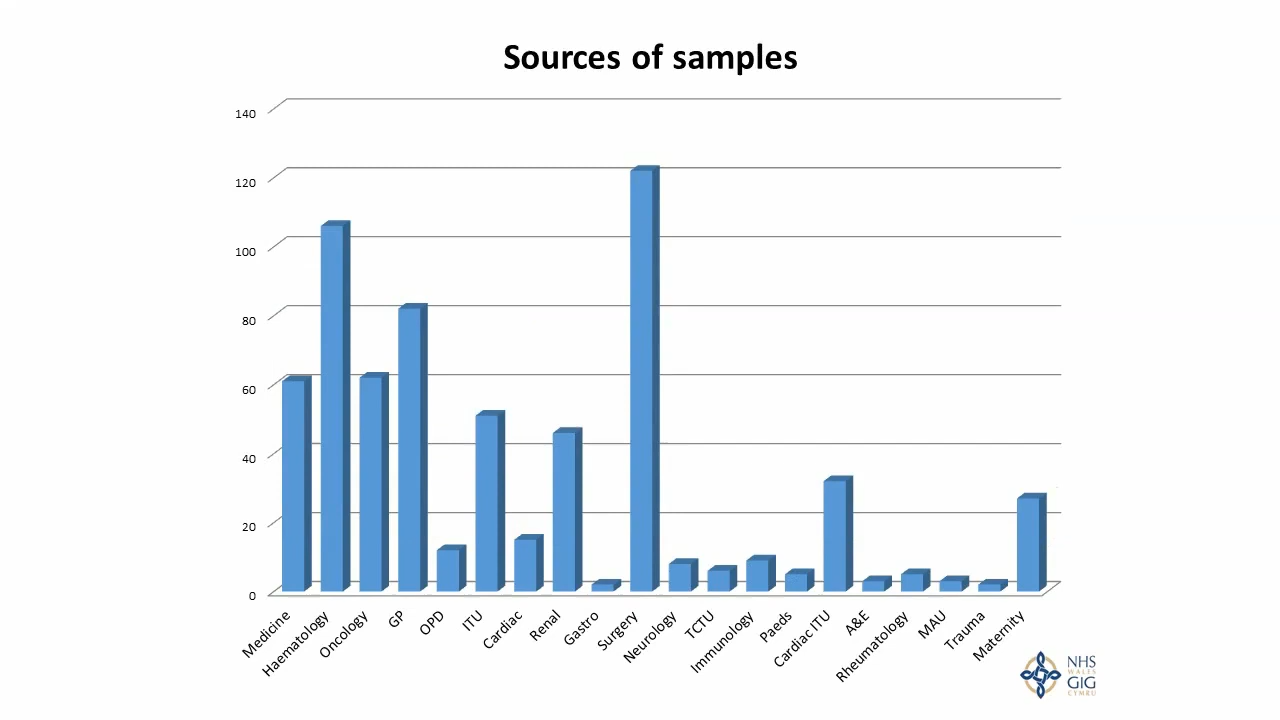 Sources of samples
140
120
100
80
60
40
20
0
Medicine
Haematology
Oncology
GP
OPD
ITU
Cardiac
Renal
Gastro
Surgery
Neurology
TCTU
Immunology
Paeds
Cardiac ITU
A&E
Rheumatology
MAU
Trauma
Maternity
NHS
WALES
GIG
CYMRU